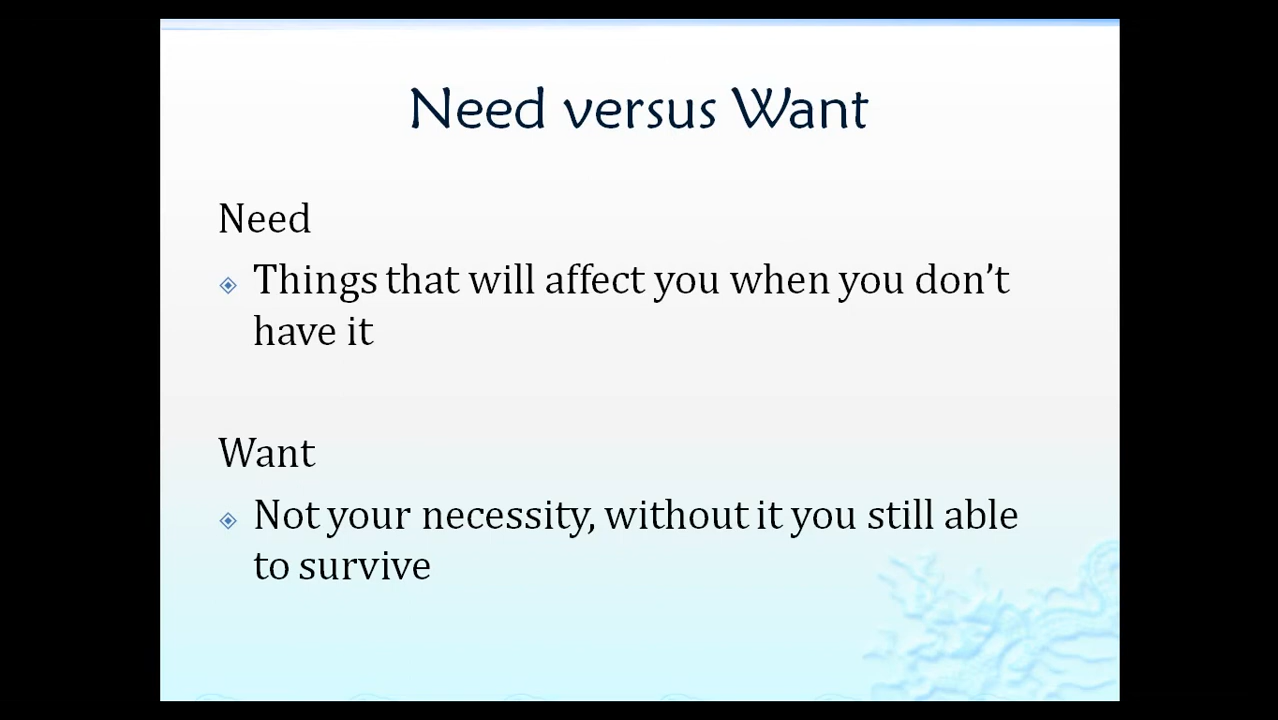 Need versus Want
Need
Things that will affect you when you don’t
have it
Want
Not your necessity, without it you still able
to survive